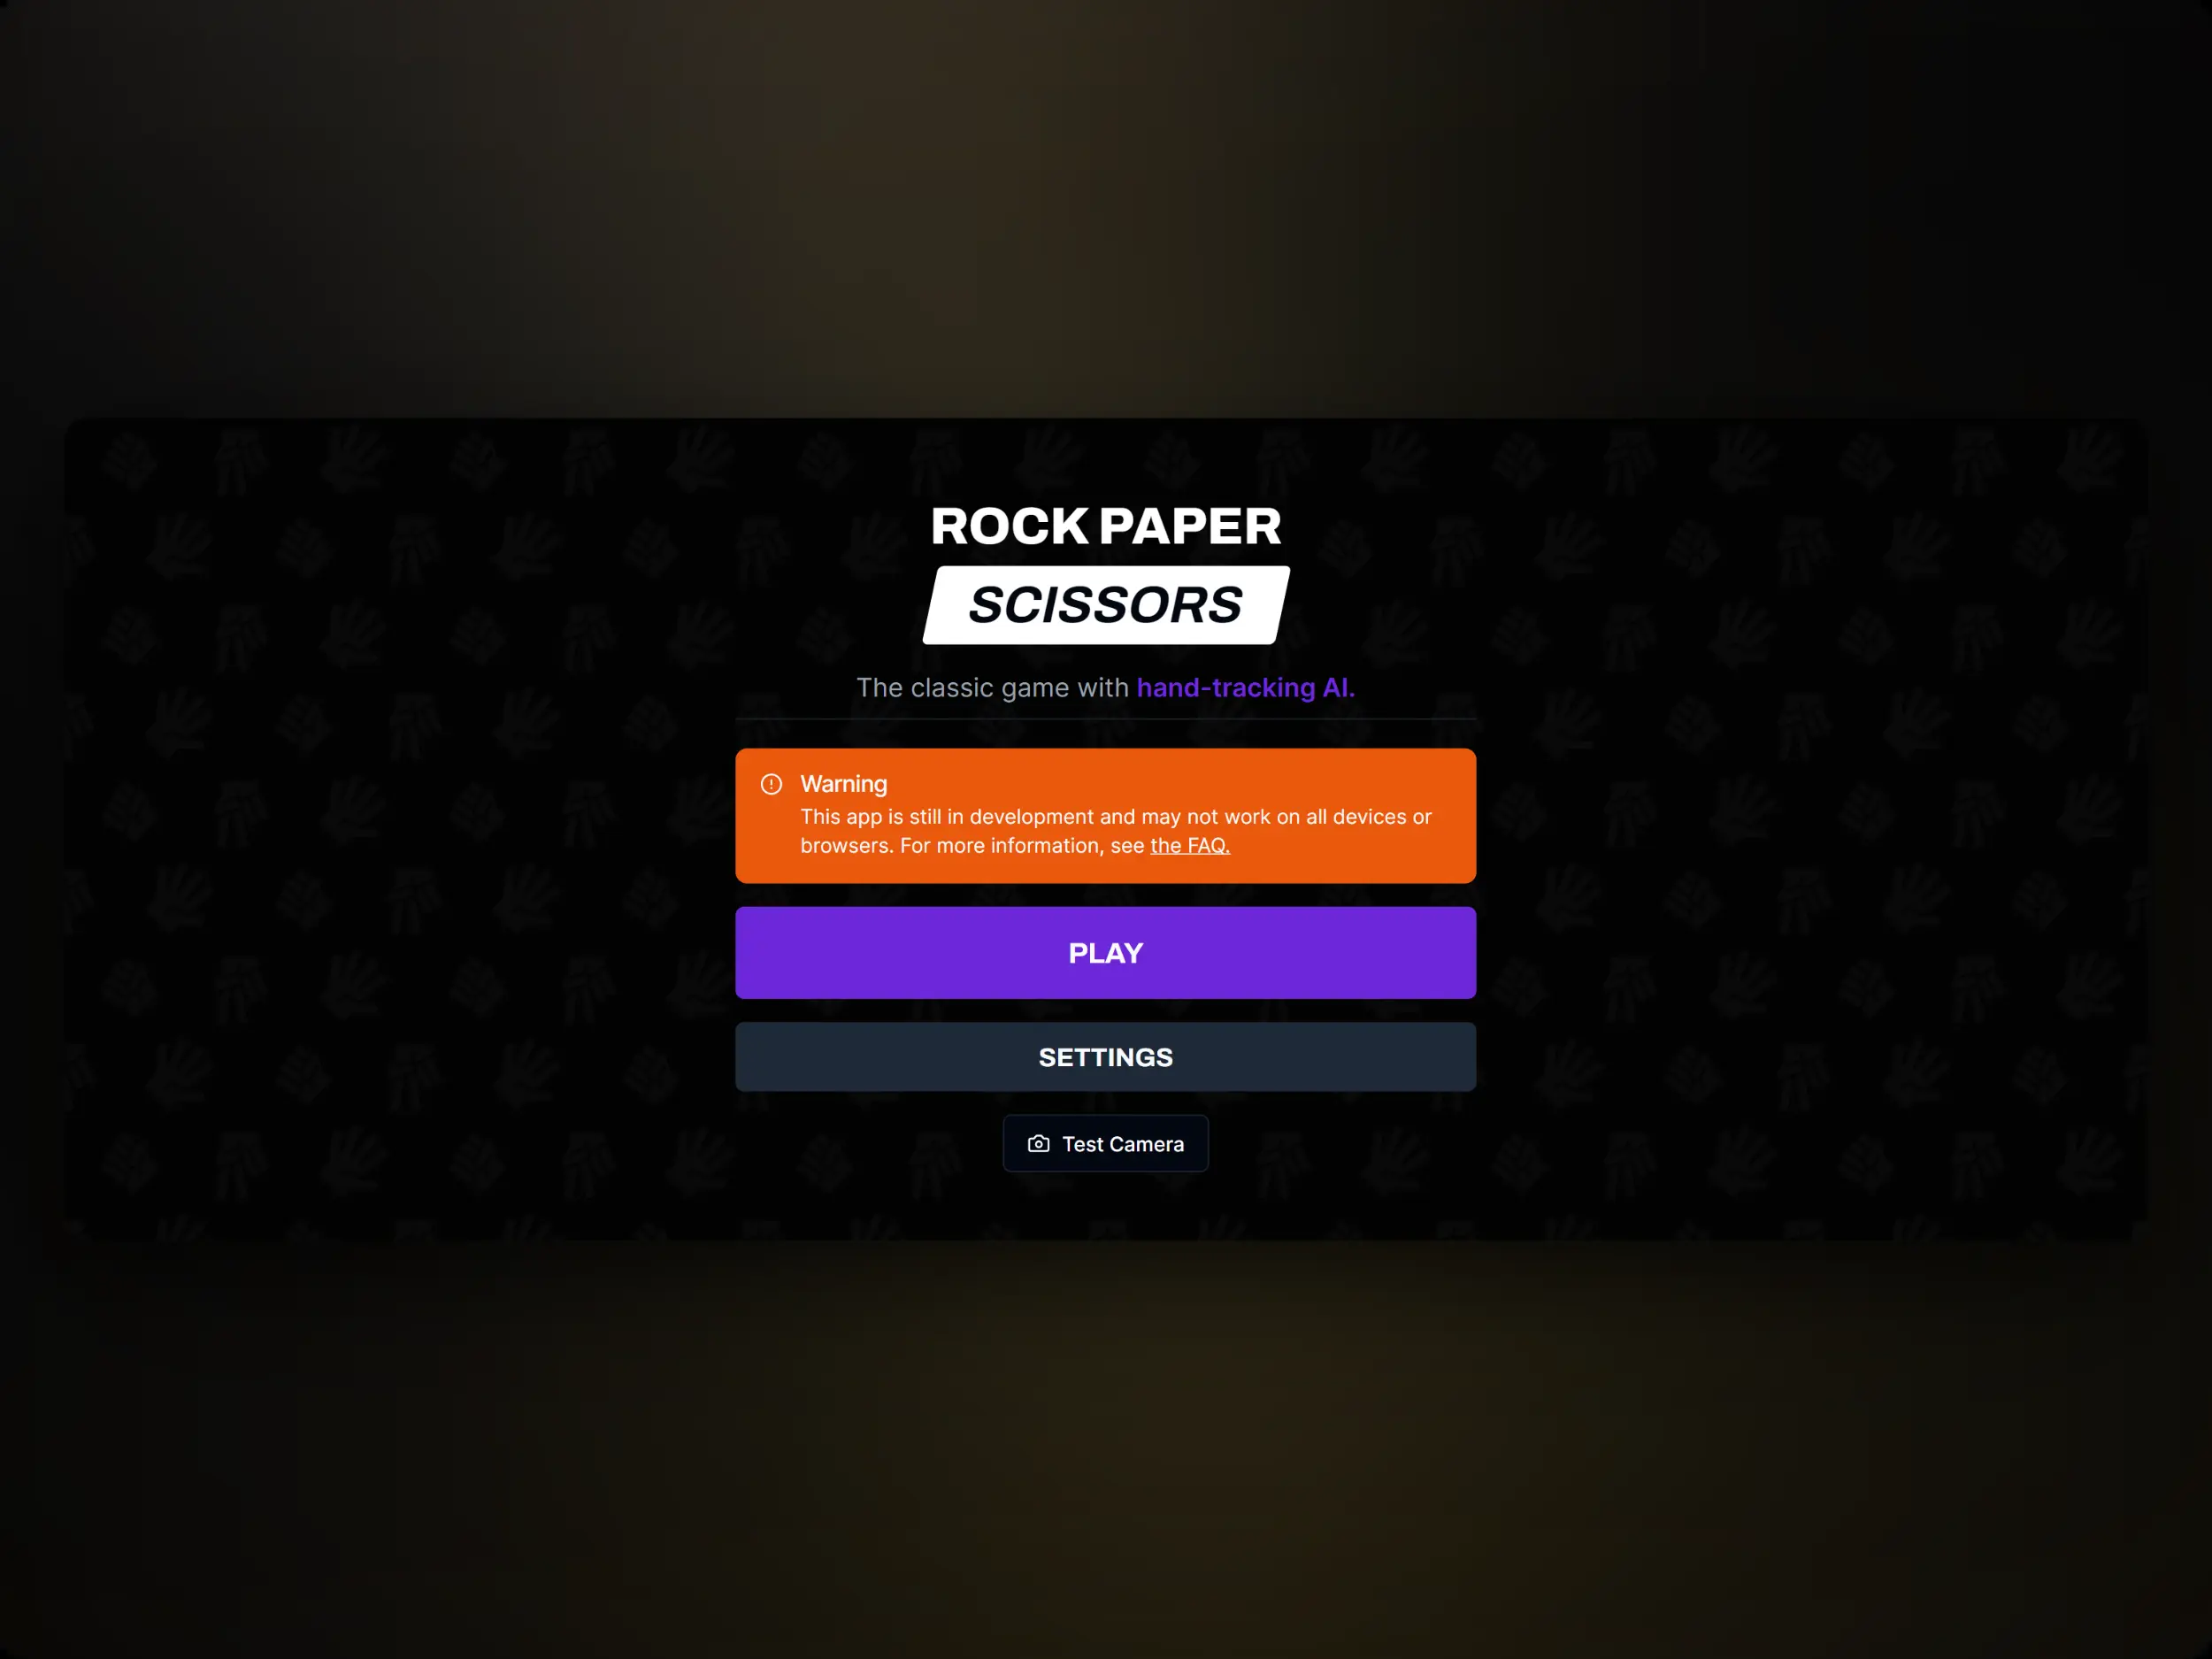 ROCK PAPER
SCISSORS
The classic game with hand-tracking AI.
Warning
This app is still in development and may not work on all devices or
browsers. For more information, see the FAQ.
PLAY
SETTINGS
Test Camera